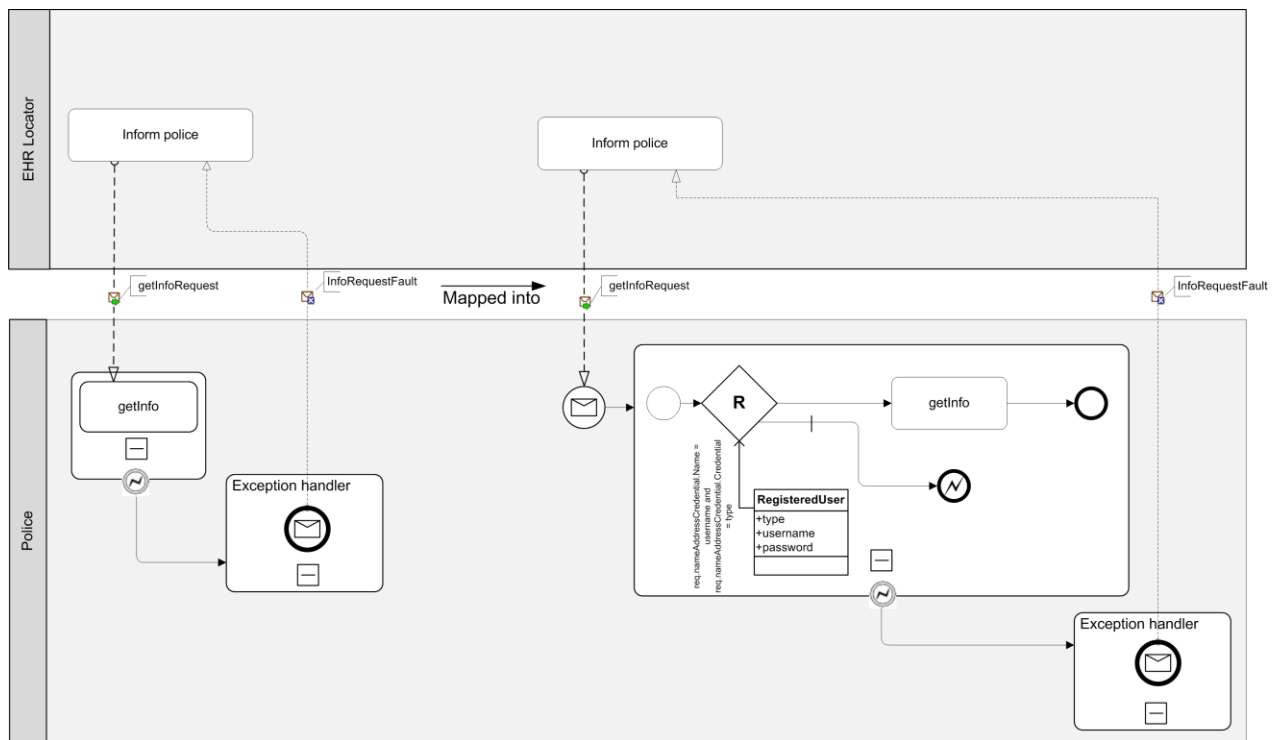 EHR Locator
Inform police
Inform police
getInfoRequest
InfoRequestFault
Mapped into
getInfoRequest
InfoRequestFault
Police
getInfo
Exception handler
R
getInfo
req.nameAddressCredential.Name =
username and
req.nameAddressCredential.Credential
= type
RegisteredUser
+type
+username
+password
Exception handler